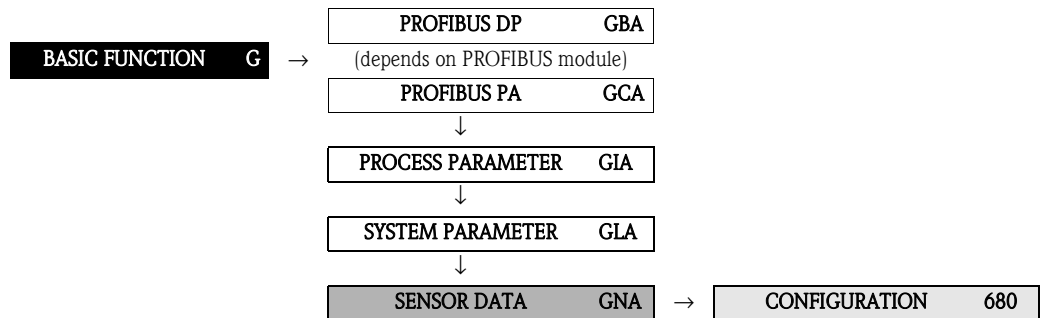 PROFIBUS DP GBA
BASIC FUNCTION G → (depends on PROFIBUS module)
PROFIBUS PA GCA
↓
PROCESS PARAMETER GIA
↓
SYSTEM PARAMETER GLA
↓
SENSOR DATA GNA → CONFIGURATION 680